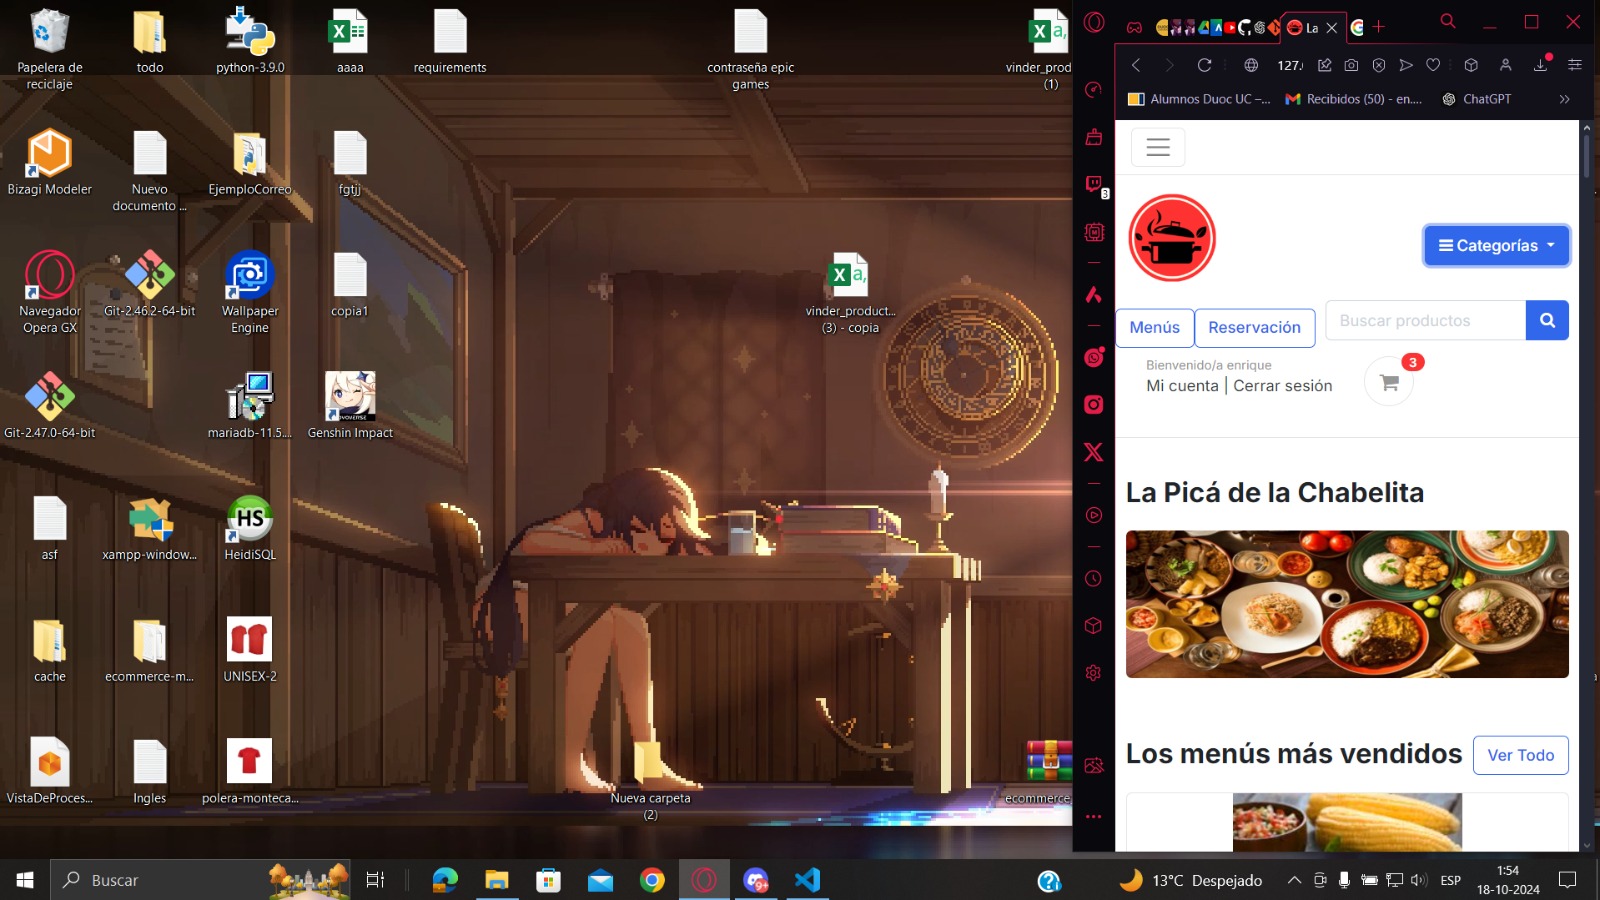 Papelera de
reciclaje
todo
python-3.9.0
aaaa
requirements
contraseña epic
games
vinder_prod
(1)
Bizagi Modeler
Nuevo
documento ...
EjemploCorreo
fgtjj
Navegador
Opera GX
Git-2.46.2-64-bit
Wallpaper
Engine
copia1
vinder_product...
(3) - copia
Git-2.47.0-64-bit
mariadb-11.5....
Genshin Impact
asf
xampp-window...
HS
HeidiSQL
cache
ecommerce-m...
UNISEX-2
VistaDeProces...
Ingles
polera-monteca...
Nueva carpeta
(2)
ecommerce
La
127.
Alumnos Duoc UC –...
Recibidos (50) - en....
ChatGPT
3
Categorías
Menús
Reservación
Buscar productos
Bienvenido/a enrique
Mi cuenta | Cerrar sesión
3
La Picá de la Chabelita
Los menús más vendidos
Ver Todo
Buscar
9+
13°C Despejado
ESP
1:54
18-10-2024